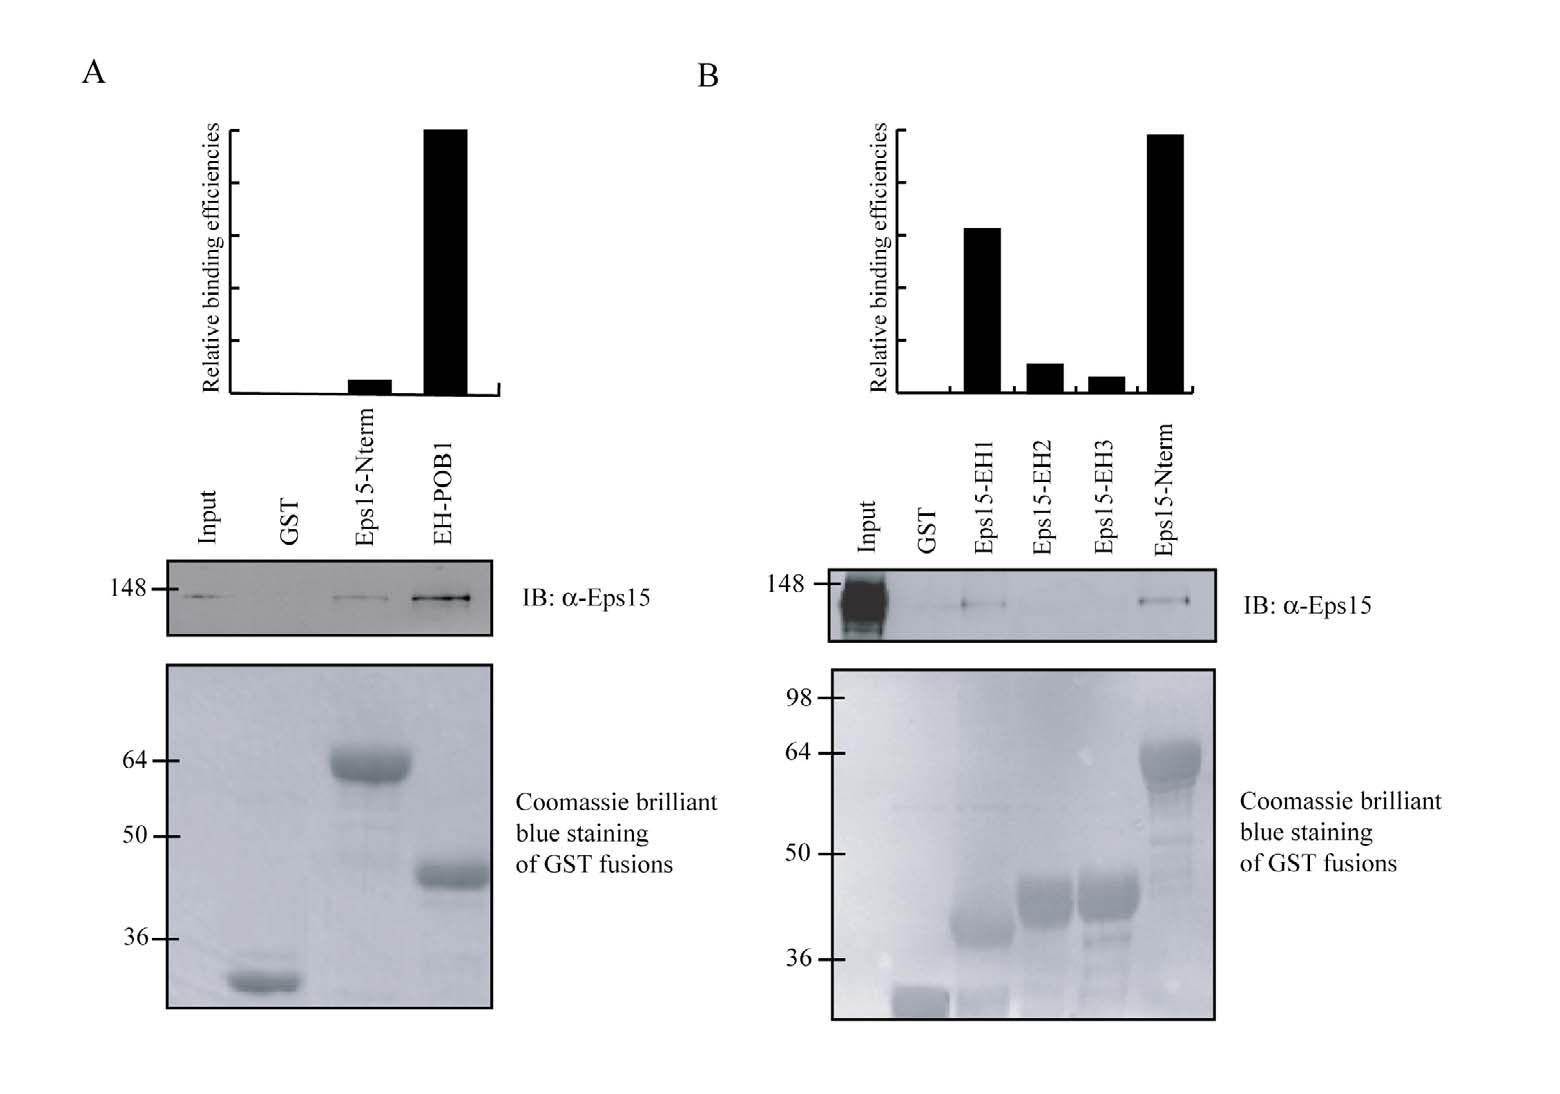 A
Relative binding efficiencies
Input
GST
Eps15-Nterm
EH-POB1
148
IB: α-Eps15
64
50
36
Coomassie brilliant
blue staining
of GST fusions
B
Relative binding efficiencies
Input
GST
Eps15-EH1
Eps15-EH2
Eps15-EH3
Eps15-Nterm
148
IB: α-Eps15
98
64
50
36
Coomassie brilliant
blue staining
of GST fusions